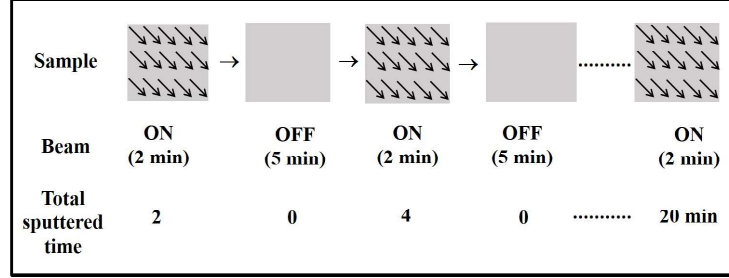 Sample
Beam ON OFF ON OFF ON
(2 min) (5 min) (2 min) (5 min) (2 min)
Total
sputtered
time
2 0 4 0 ........... 20 min